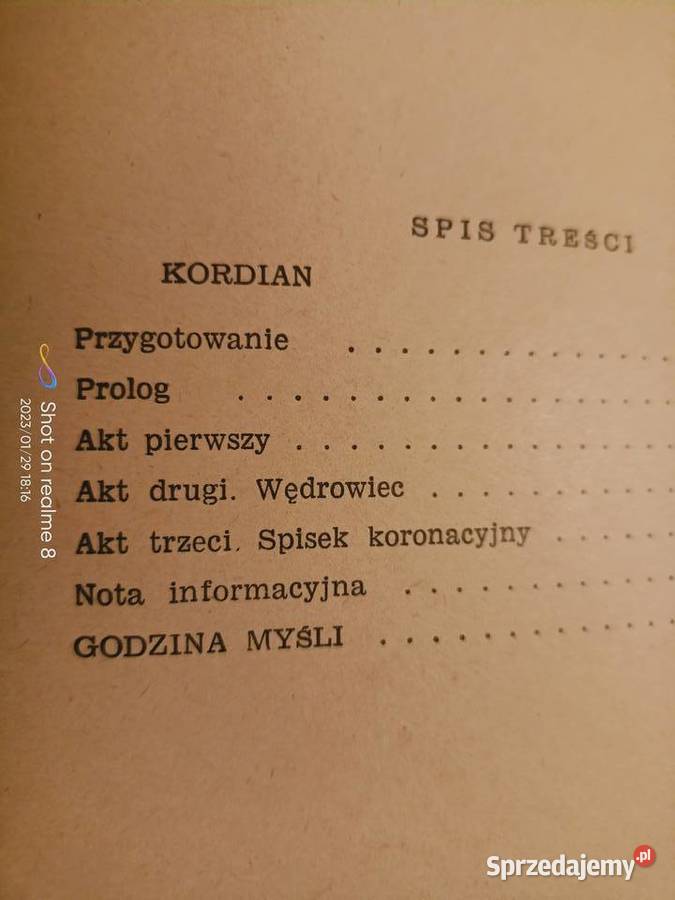 SPIS TREŚCI
KORDIAN
Przygotowanie . . . . . . . . . . . . .
Prolog . . . . . . . . . . . . . . . . .
Akt pierwszy . . . . . . . . . . . . . . .
Akt drugi. Wędrowiec . . . . . . . . . .
Akt trzeci. Spisek koronacyjny . . . . .
Nota informacyjna . . . . . . . . . . .
GODZINA MYŚLI . . . . . . . . . . . .
Shot on realme 8
2023/01/29 18:16
Sprzedajemy.pl